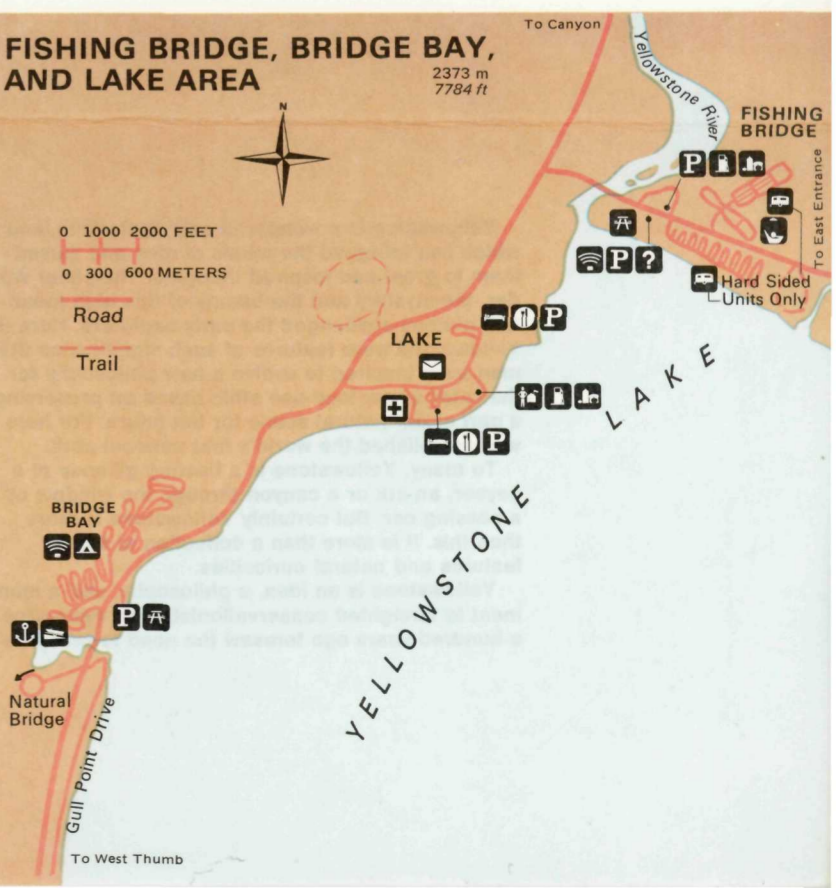 To Canyon
FISHING BRIDGE, BRIDGE BAY,
AND LAKE AREA
2373 m
7784 ft
N
Yellowstone River
FISHING
BRIDGE
P
To East Entrance
0 1000 2000 FEET
0 300 600 METERS
Road
Trail
P ?
Hard Sided
Units Only
LAKE
P
P
YELLOWSTONE LAKE
BRIDGE
BAY
P
Natural
Bridge
Gull Point Drive
To West Thumb